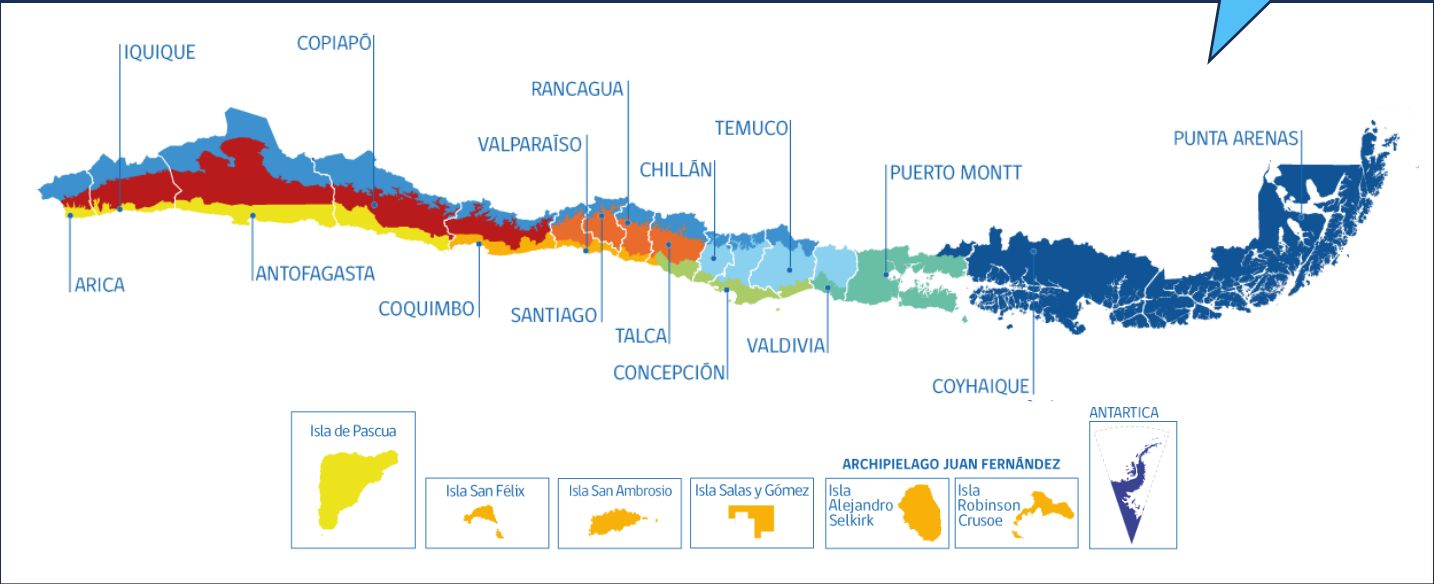 IQUIQUE
COPIAPÓ
RANCAGUA
VALPARAÍSO
TEMUCO
CHILLÁN
PUERTO MONTT
PUNTA ARENAS
ARICA
ANTOFAGASTA
COQUIMBO
SANTIAGO
TALCA
CONCEPCIÓN
VALDIVIA
COYHAIQUE
Isla de Pascua
Isla San Félix
Isla San Ambrosio
Isla Salas y Gómez
ARCHIPIELAGO JUAN FERNÁNDEZ
Isla
Alejandro
Selkirk
Isla
Robinson
Crusoe
ANTARTICA